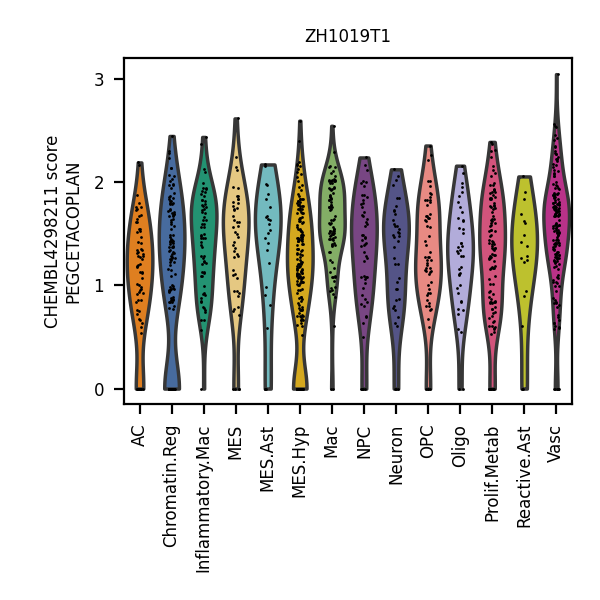 ZH1019T1
CHEMBL4298211 score
PEGCETACOPLAN
3
2
1
0
AC
Chromatin.Reg
Inflammatory.Mac
MES
MES.Ast
MES.Hyp
Mac
NPC
Neuron
OPC
Oligo
Prolif.Metab
Reactive.Ast
Vasc